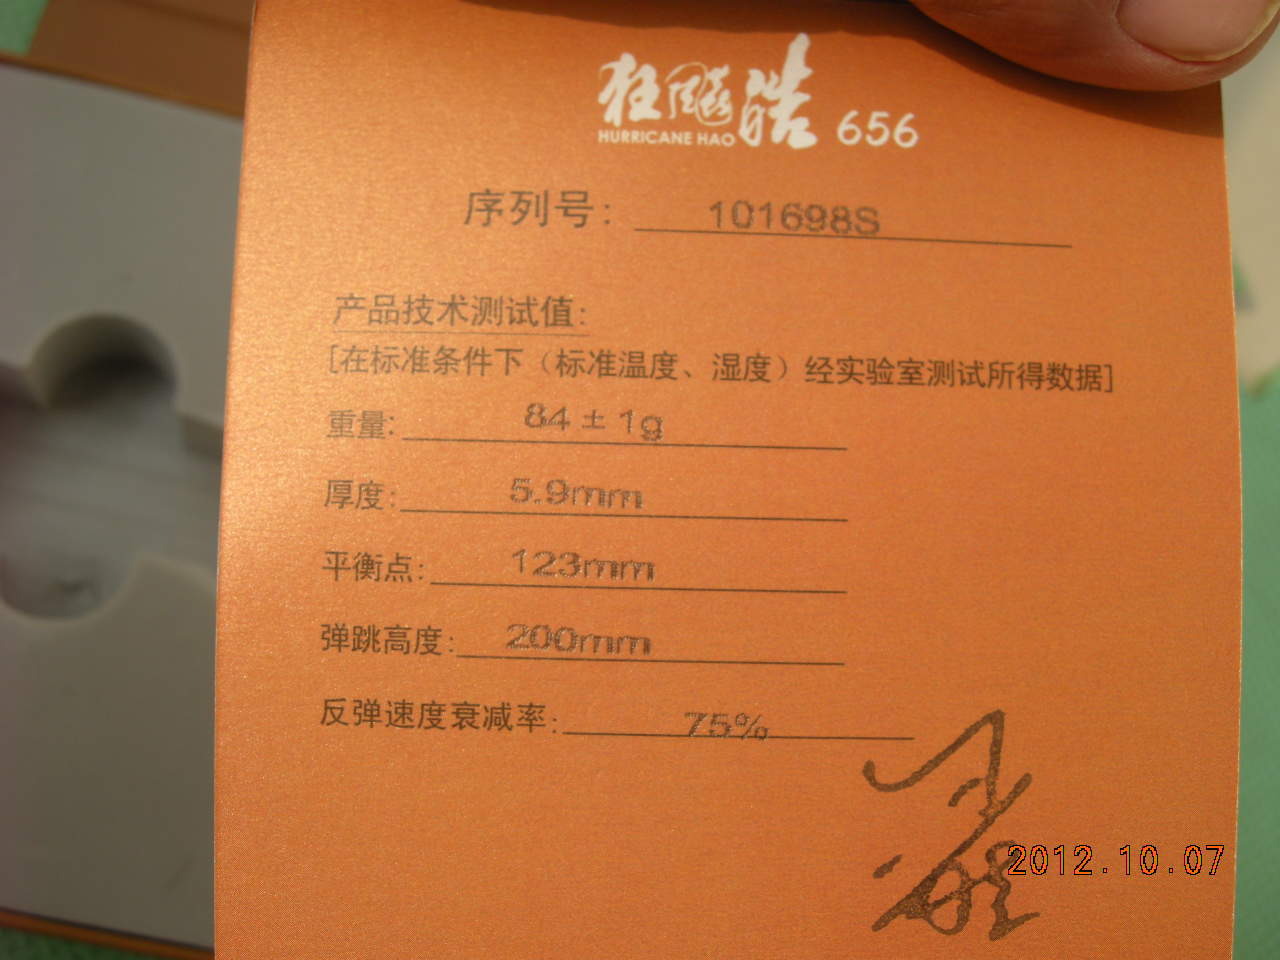 狂飚皓 656
HURRICANE HAO
序列号: 101698S
产品技术测试值:
[在标准条件下（标准温度、湿度）经实验室测试所得数据]
重量: 84±1g
厚度: 5.9mm
平衡点: 123mm
弹跳高度: 200mm
反弹速度衰减率: 75%
2012.10.07